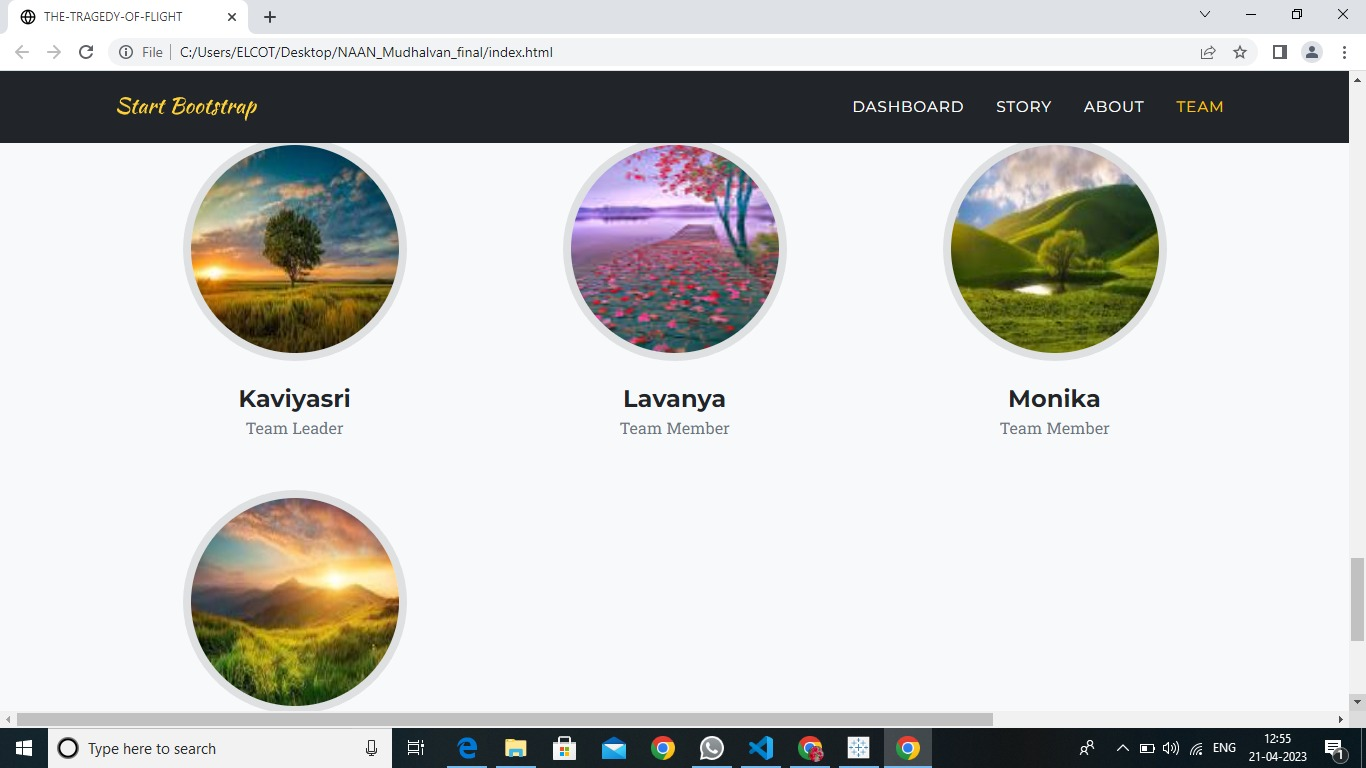 THE-TRAGEDY-OF-FLIGHT
File
C:/Users/ELCOT/Desktop/NAAN_Mudhalvan_final/index.html
Start Bootstrap
DASHBOARD STORY ABOUT TEAM
Kaviyasri Lavanya Monika
Team Leader Team Member Team Member
Type here to search
ENG
12:55
21-04-2023
1